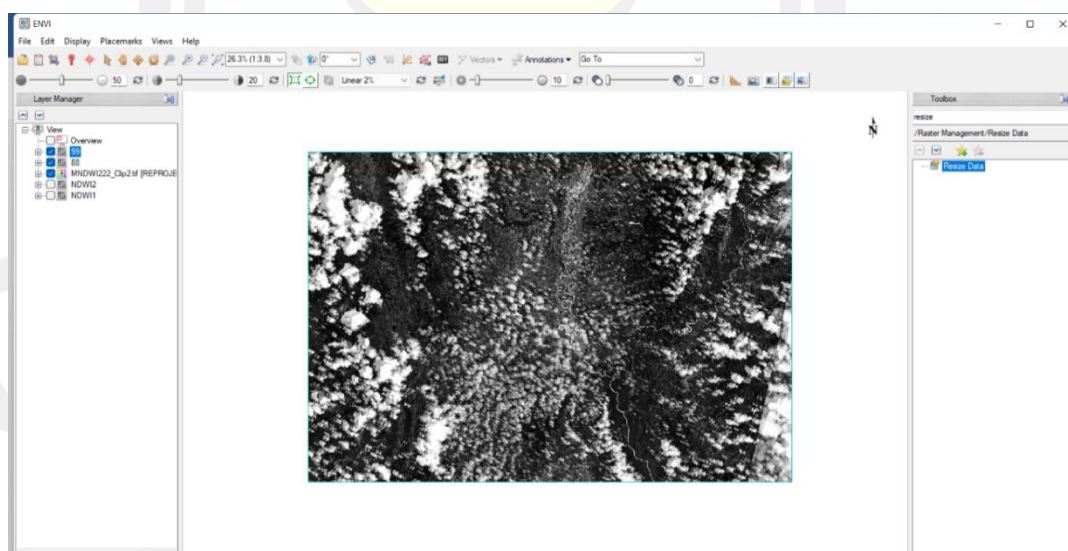 ENVI
File Edit Display Placemarks Views Help
26.3% (1:3.8) 0° Vectors Annotations Go To
50 20 Linear 2% 10 0
Layer Manager
View
Overview
99
88
MNDWI222_Clip2.tif [REPROJE
NDWI2
NDWI1
N
Toolbox
resize
/Raster Management/Resize Data
Resize Data